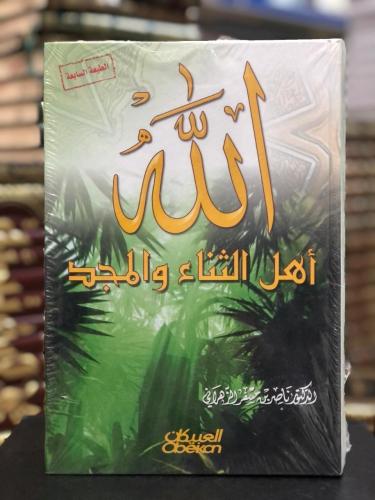 الطبعة السابعة
الله
أهل الثناء والمجد
الدكتور ناصر بن مسفر الزهراني
العبيكان
Obeikan